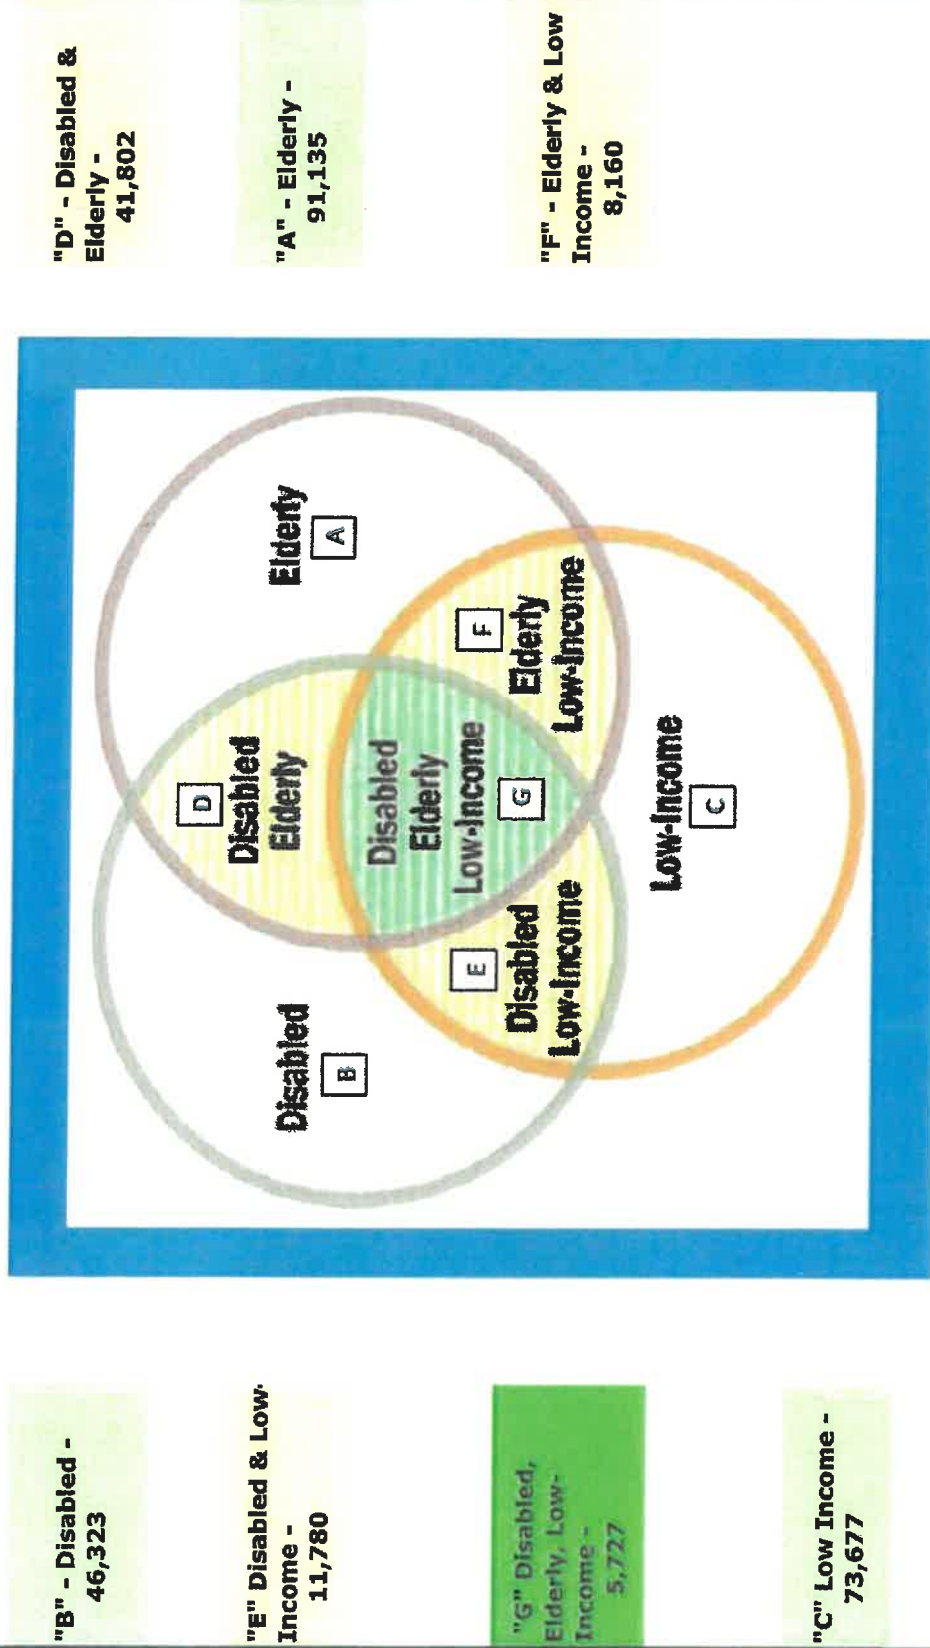 "B" - Disabled -
46,323
"E" Disabled & Low-
Income -
11,780
"G" Disabled,
Elderly, Low-
Income -
5,727
"C" Low Income -
73,677
Disabled
B
Elderly
A
D
Disabled
Elderly
Disabled
Elderly
Low-Income
G
E
Disabled
Low-Income
F
Elderly
Low-Income
Low-Income
C
"D" - Disabled &
Elderly -
41,802
"A" - Elderly -
91,135
"F" - Elderly & Low
Income -
8,160